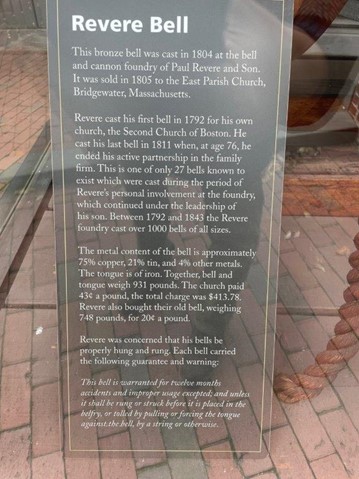 Revere Bell
This bronze bell was cast in 1804 at the bell
and cannon foundry of Paul Revere and Son.
It was sold in 1805 to the East Parish Church,
Bridgewater, Massachusetts.
Revere cast his first bell in 1792 for his own
church, the Second Church of Boston. He
cast his last bell in 1811 when, at age 76, he
ended his active partnership in the family
firm. This is one of only 27 bells known to
exist which were cast during the period of
Revere's personal involvement at the foundry,
which continued under the leadership of
his son. Between 1792 and 1843 the Revere
foundry cast over 1000 bells of all sizes.
The metal content of the bell is approximately
75% copper, 21% tin, and 4% other metals.
The tongue is of iron. Together, bell and
tongue weigh 931 pounds. The church paid
43¢ a pound, the total charge was $413.78.
Revere also bought their old bell, weighing
748 pounds, for 20¢ a pound.
Revere was concerned that his bells be
properly hung and rung. Each bell carried
the following guarantee and warning:
This bell is warranted for twelve months
accidents and improper usage excepted; and unless
it shall be rung or struck before it is placed in the
belfry, or tolled by pulling or forcing the tongue
against the bell, by a string or otherwise.